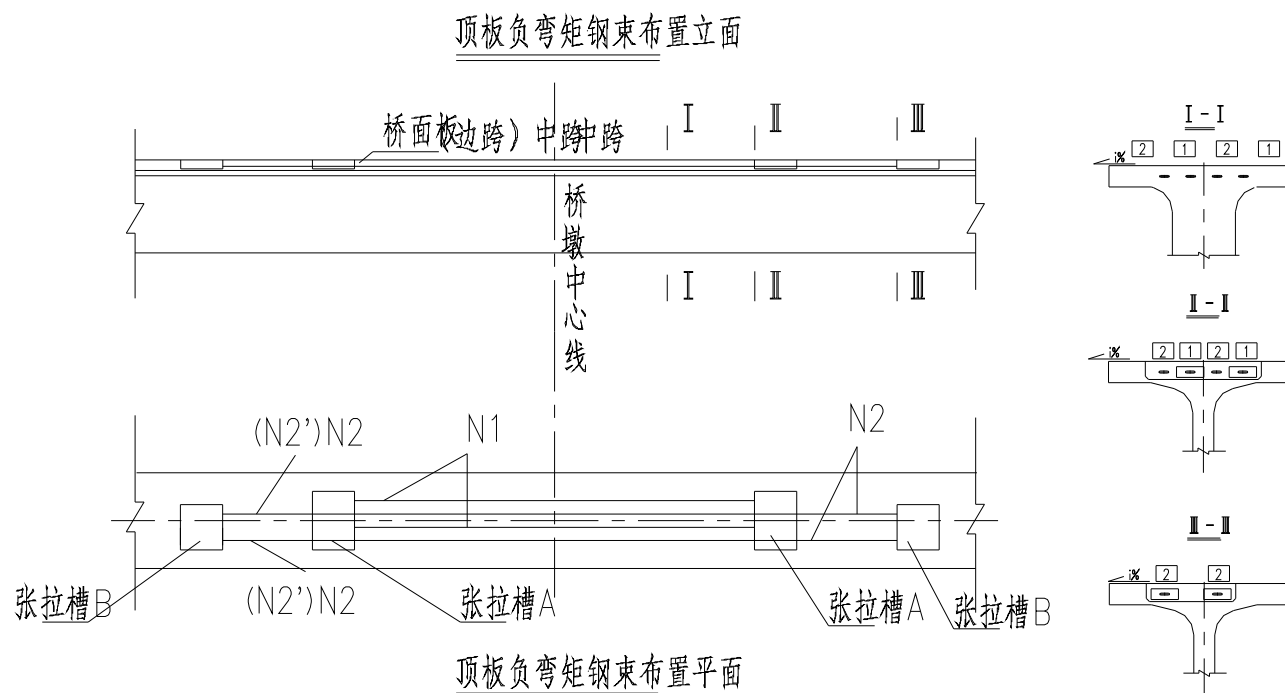 顶板负弯矩钢束布置立面
Ⅰ Ⅱ Ⅲ
桥面板
(边跨) 中跨
中跨
桥墩中心线
Ⅰ Ⅱ Ⅲ
(N2')N2
N1
N2
(N2')N2
张拉槽B
张拉槽A
张拉槽A
张拉槽B
顶板负弯矩钢束布置平面
Ⅰ-Ⅰ
2 1 2 1
i%
Ⅱ-Ⅱ
2 1 2 1
i%
Ⅲ-Ⅲ
2 2
i%